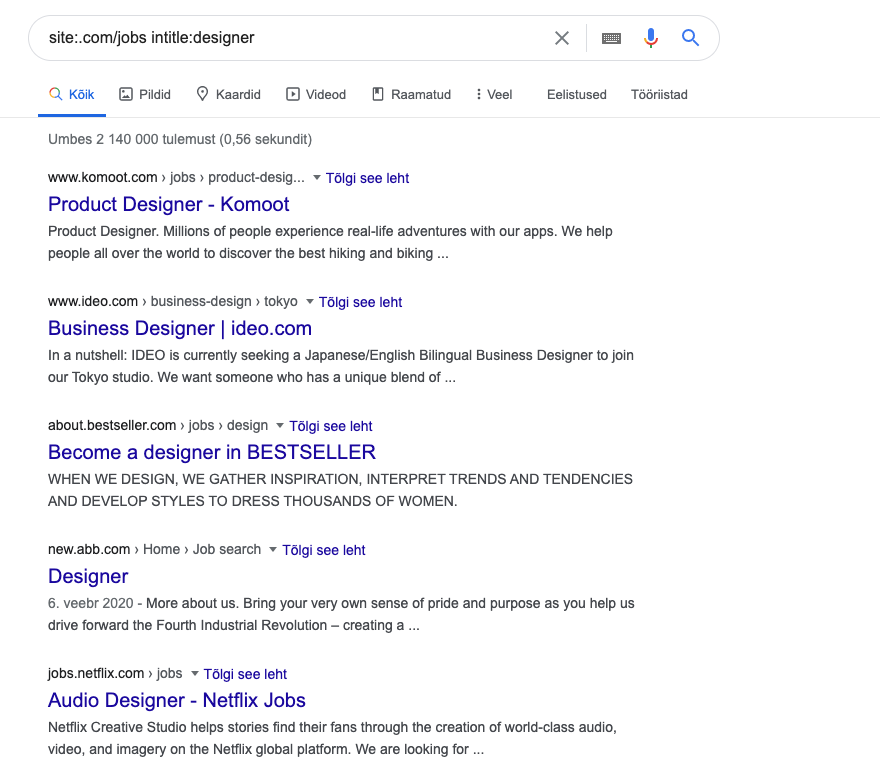 site:.com/jobs intitle:designer
Kõik Pildid Kaardid Videod Raamatud Veel Eelistused Tööriistad
Umbes 2 140 000 tulemust (0,56 sekundit)
www.komoot.com › jobs › product-desig... Tõlgi see leht
Product Designer - Komoot
Product Designer. Millions of people experience real-life adventures with our apps. We help
people all over the world to discover the best hiking and biking ...
www.ideo.com › business-design › tokyo Tõlgi see leht
Business Designer | ideo.com
In a nutshell: IDEO is currently seeking a Japanese/English Bilingual Business Designer to join
our Tokyo studio. We want someone who has a unique blend of ...
about.bestseller.com › jobs › design Tõlgi see leht
Become a designer in BESTSELLER
WHEN WE DESIGN, WE GATHER INSPIRATION, INTERPRET TRENDS AND TENDENCIES
AND DEVELOP STYLES TO DRESS THOUSANDS OF WOMEN.
new.abb.com › Home › Job search Tõlgi see leht
Designer
6. veebr 2020 - More about us. Bring your very own sense of pride and purpose as you help us
drive forward the Fourth Industrial Revolution – creating a ...
jobs.netflix.com › jobs Tõlgi see leht
Audio Designer - Netflix Jobs
Netflix Creative Studio helps stories find their fans through the creation of world-class audio,
video, and imagery on the Netflix global platform. We are looking for ...